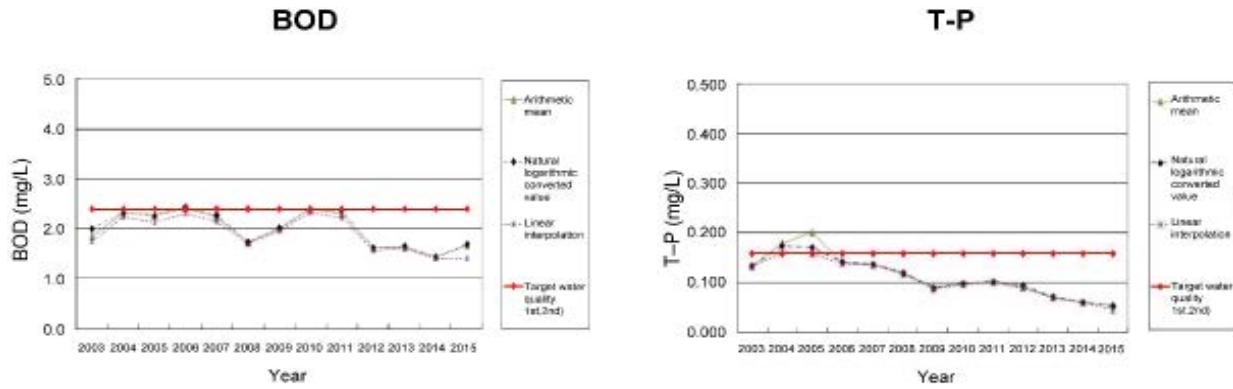 BOD
5.0
4.0
3.0
2.0
1.0
0.0
BOD (mg/L)
2003 2004 2005 2006 2007 2008 2009 2010 2011 2012 2013 2014 2015
Year
Arithmetic
mean
Natural
logarithmic
converted
value
Linear
interpolation
Target water
quality
1st,2nd)
T-P
0.500
0.400
0.300
0.200
0.100
0.000
T-P (mg/L)
2003 2004 2005 2006 2007 2008 2009 2010 2011 2012 2013 2014 2015
Year
Arithmetic
mean
Natural
logarithmic
converted
value
Linear
interpolation
Target water
quality
1st,2nd)